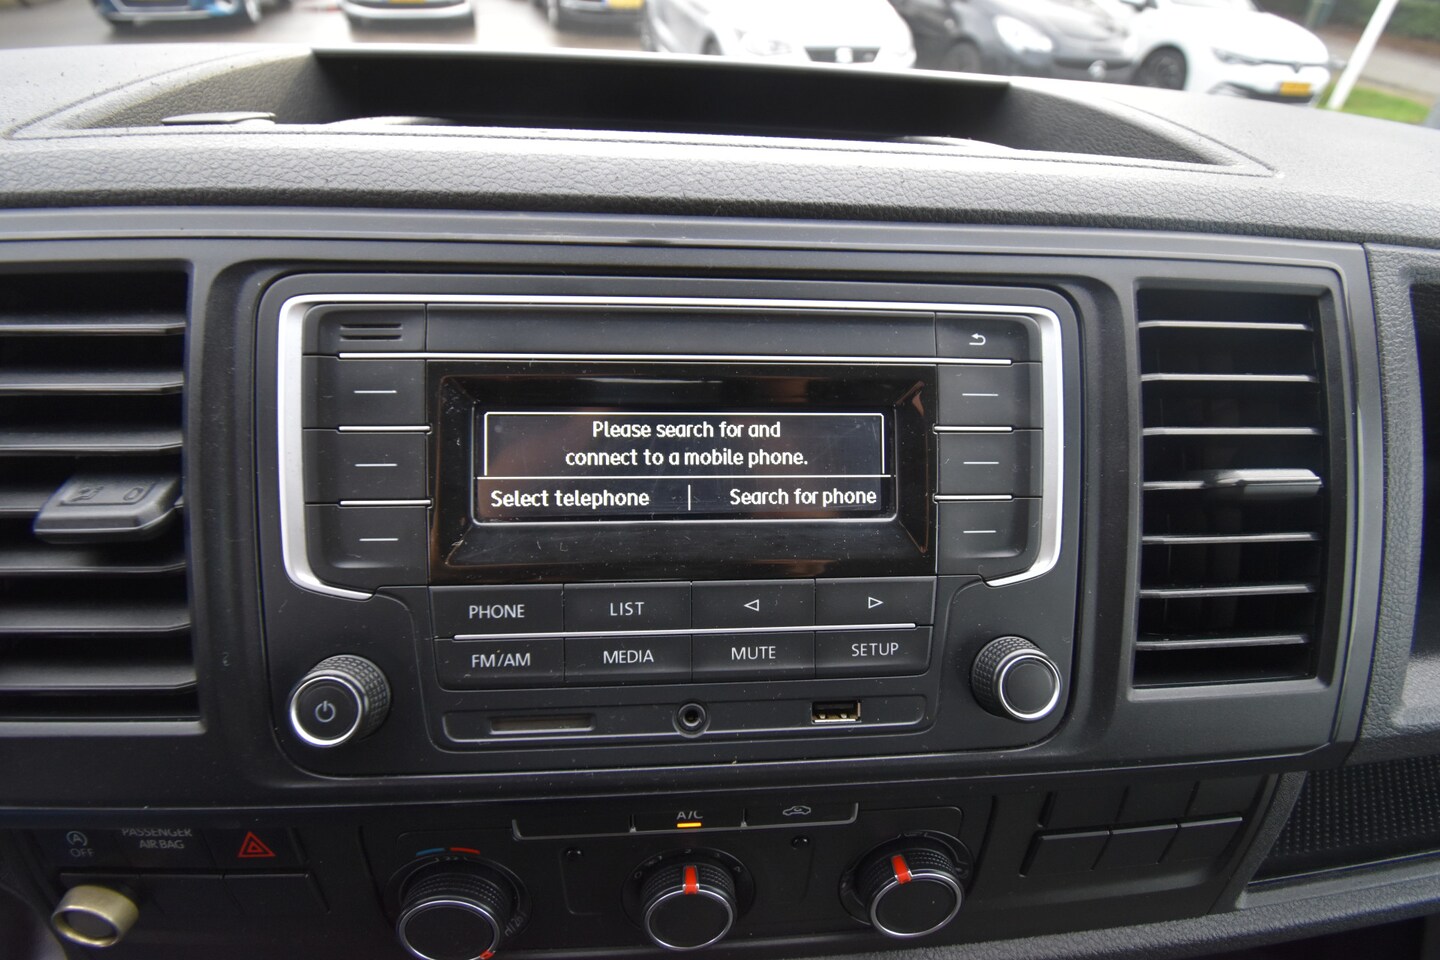 Please search for and
connect to a mobile phone.
Select telephone | Search for phone
PHONE LIST
FM/AM MEDIA MUTE SETUP
A/C
A OFF
PASSENGER
AIR BAG